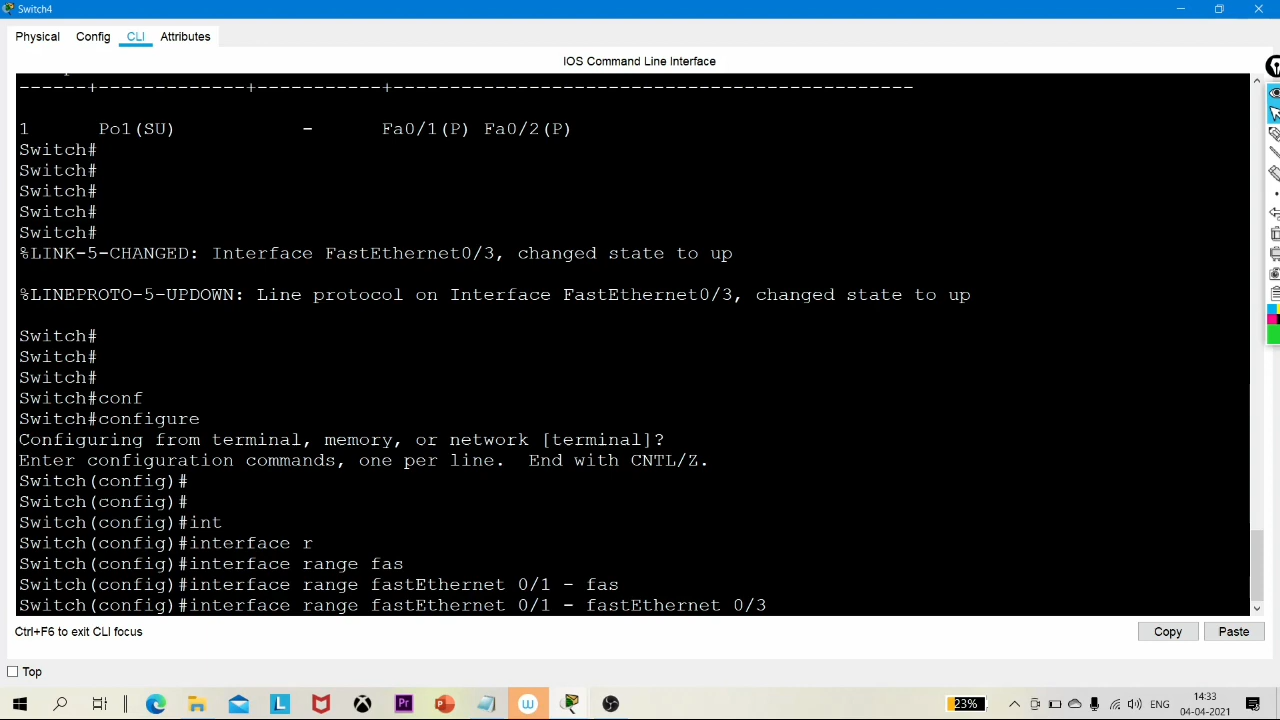 Switch4
Physical Config CLI Attributes
IOS Command Line Interface
------+-------------+-----------+----------------------------------------------
1 Po1(SU) - Fa0/1(P) Fa0/2(P)
Switch#
Switch#
Switch#
Switch#
Switch#
%LINK-5-CHANGED: Interface FastEthernet0/3, changed state to up
%LINEPROTO-5-UPDOWN: Line protocol on Interface FastEthernet0/3, changed state to up
Switch#
Switch#
Switch#
Switch#conf
Switch#configure
Configuring from terminal, memory, or network [terminal]?
Enter configuration commands, one per line. End with CNTL/Z.
Switch(config)#
Switch(config)#
Switch(config)#int
Switch(config)#interface r
Switch(config)#interface range fas
Switch(config)#interface range fastEthernet 0/1 - fas
Switch(config)#interface range fastEthernet 0/1 - fastEthernet 0/3
Ctrl+F6 to exit CLI focus
Copy Paste
Top
L Pr W 23% ENG 14:33
04-04-2021